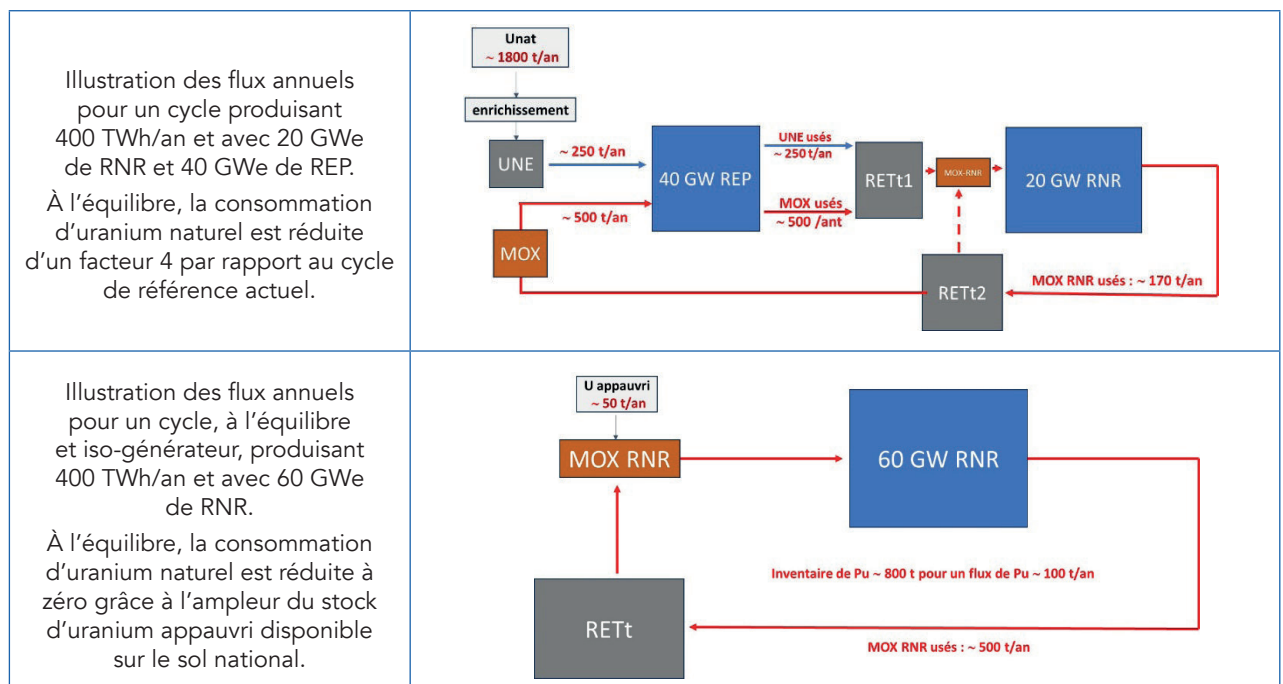 Illustration des flux annuels
pour un cycle produisant
400 TWh/an et avec 20 GWe
de RNR et 40 GWe de REP.
À l'équilibre, la consommation
d'uranium naturel est réduite
d'un facteur 4 par rapport au cycle
de référence actuel.
Unat
~ 1800 t/an
enrichissement
UNE
~ 250 t/an
40 GW REP
UNE usés
~ 250 t/an
RETt1
MOX-RNR
20 GW RNR
~ 500 t/an
MOX usés
~ 500 /ant
MOX
RETt2
MOX RNR usés : ~ 170 t/an
Illustration des flux annuels
pour un cycle, à l'équilibre
et iso-générateur, produisant
400 TWh/an et avec 60 GWe
de RNR.
À l'équilibre, la consommation
d'uranium naturel est réduite à
zéro grâce à l'ampleur du stock
d'uranium appauvri disponible
sur le sol national.
U appauvri
~ 50 t/an
MOX RNR
60 GW RNR
Inventaire de Pu ~ 800 t pour un flux de Pu ~ 100 t/an
RETt
MOX RNR usés : ~ 500 t/an